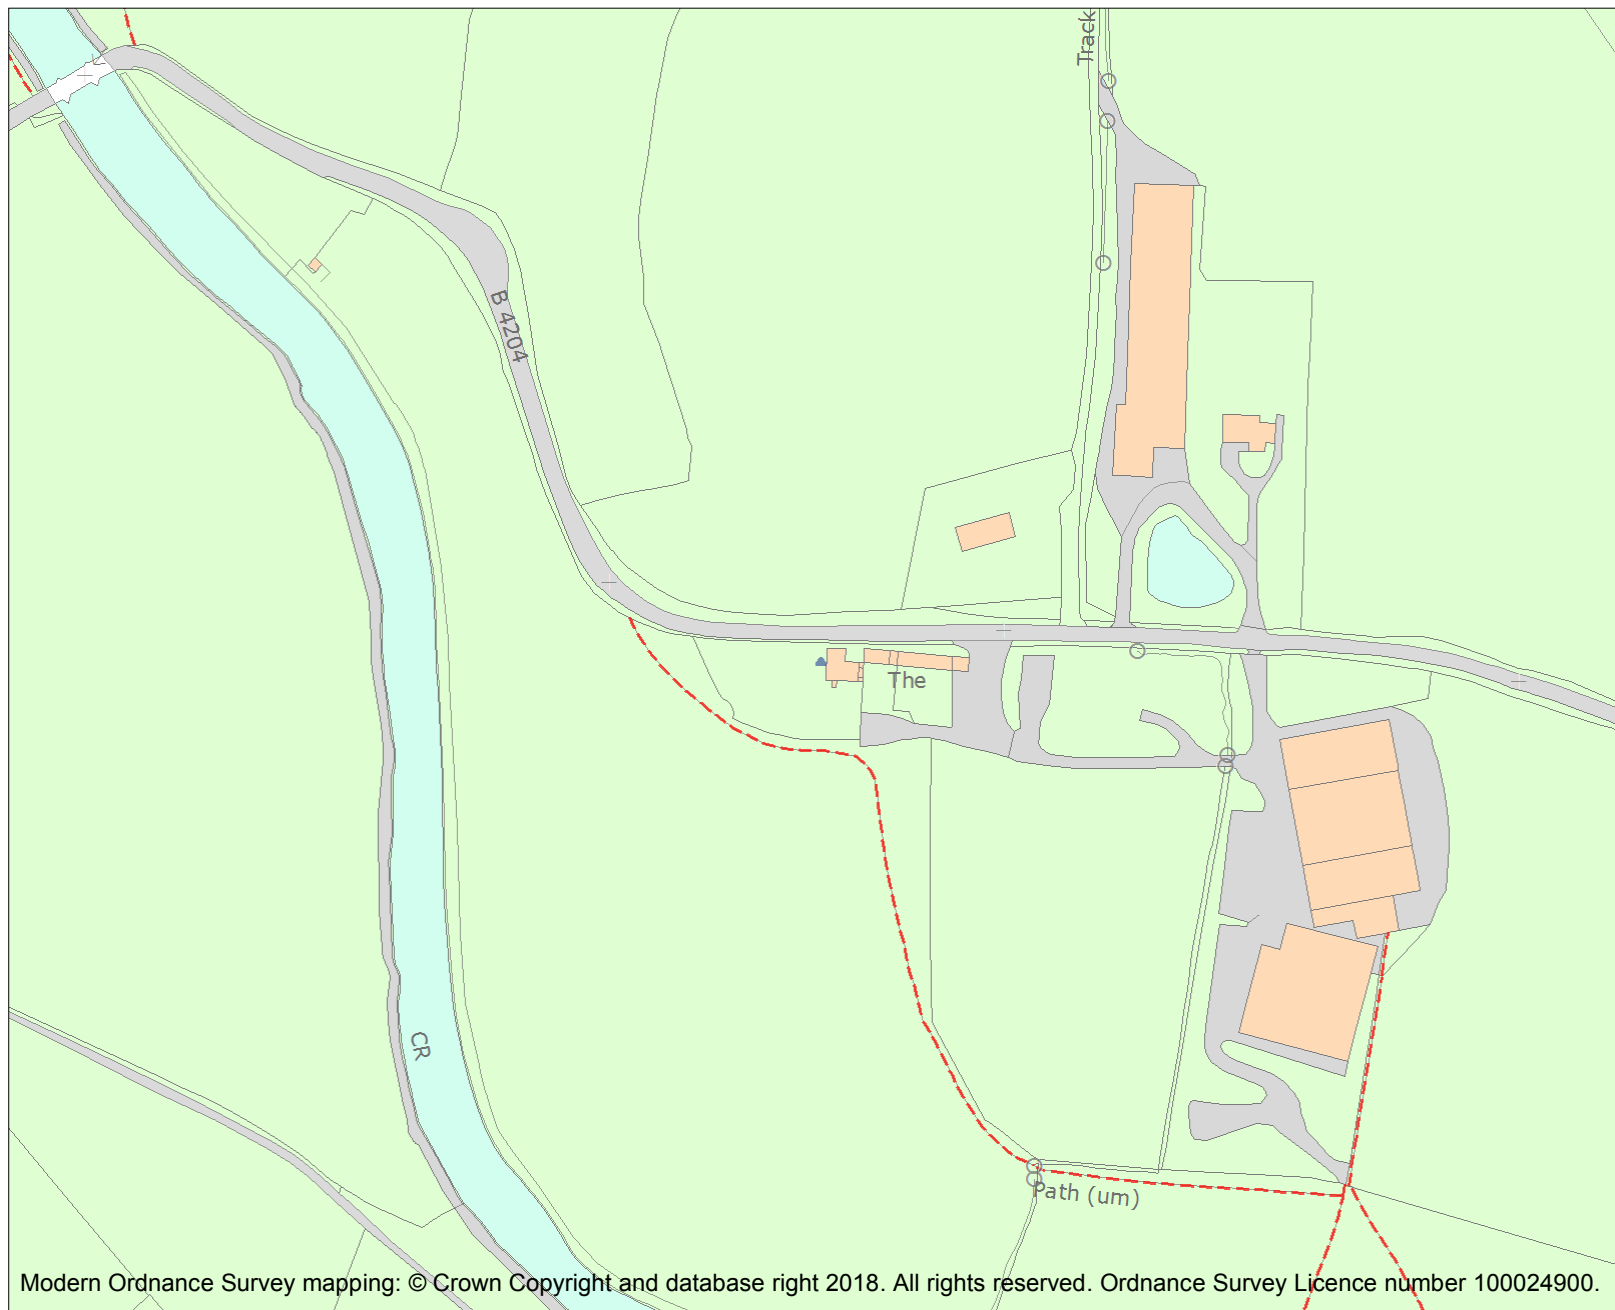 Track
B 4204
The
CR
Path (um)
Modern Ordnance Survey mapping: © Crown Copyright and database right 2018. All rights reserved. Ordnance Survey Licence number 100024900.